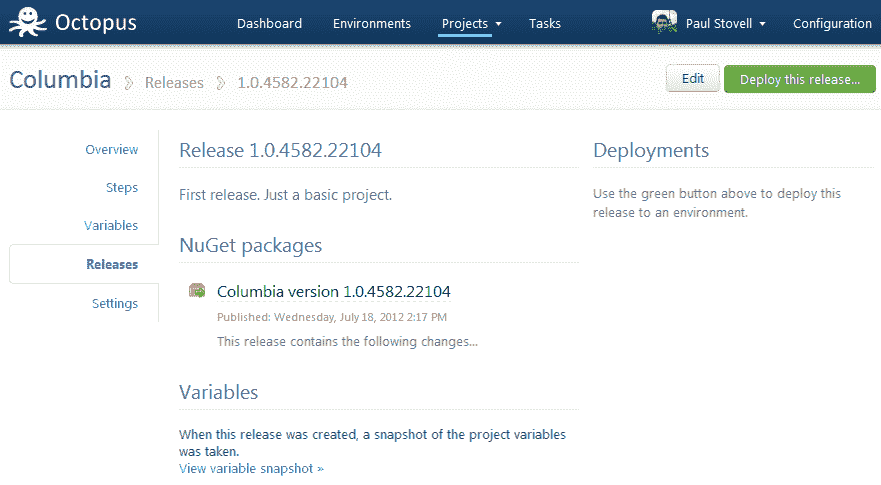 Octopus
Dashboard
Environments
Projects
Tasks
Paul Stovell
Configuration
Columbia
Releases
1.0.4582.22104
Edit
Deploy this release...
Overview
Steps
Variables
Releases
Settings
Release 1.0.4582.22104
First release. Just a basic project.
NuGet packages
Columbia version 1.0.4582.22104
Published: Wednesday, July 18, 2012 2:17 PM
This release contains the following changes...
Variables
When this release was created, a snapshot of the project variables
was taken.
View variable snapshot »
Deployments
Use the green button above to deploy this
release to an environment.